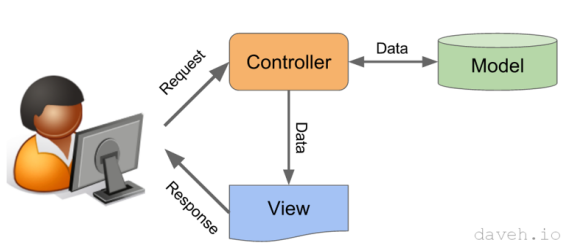 Request
Controller
Data
Model
Data
Response
View
daveh.io